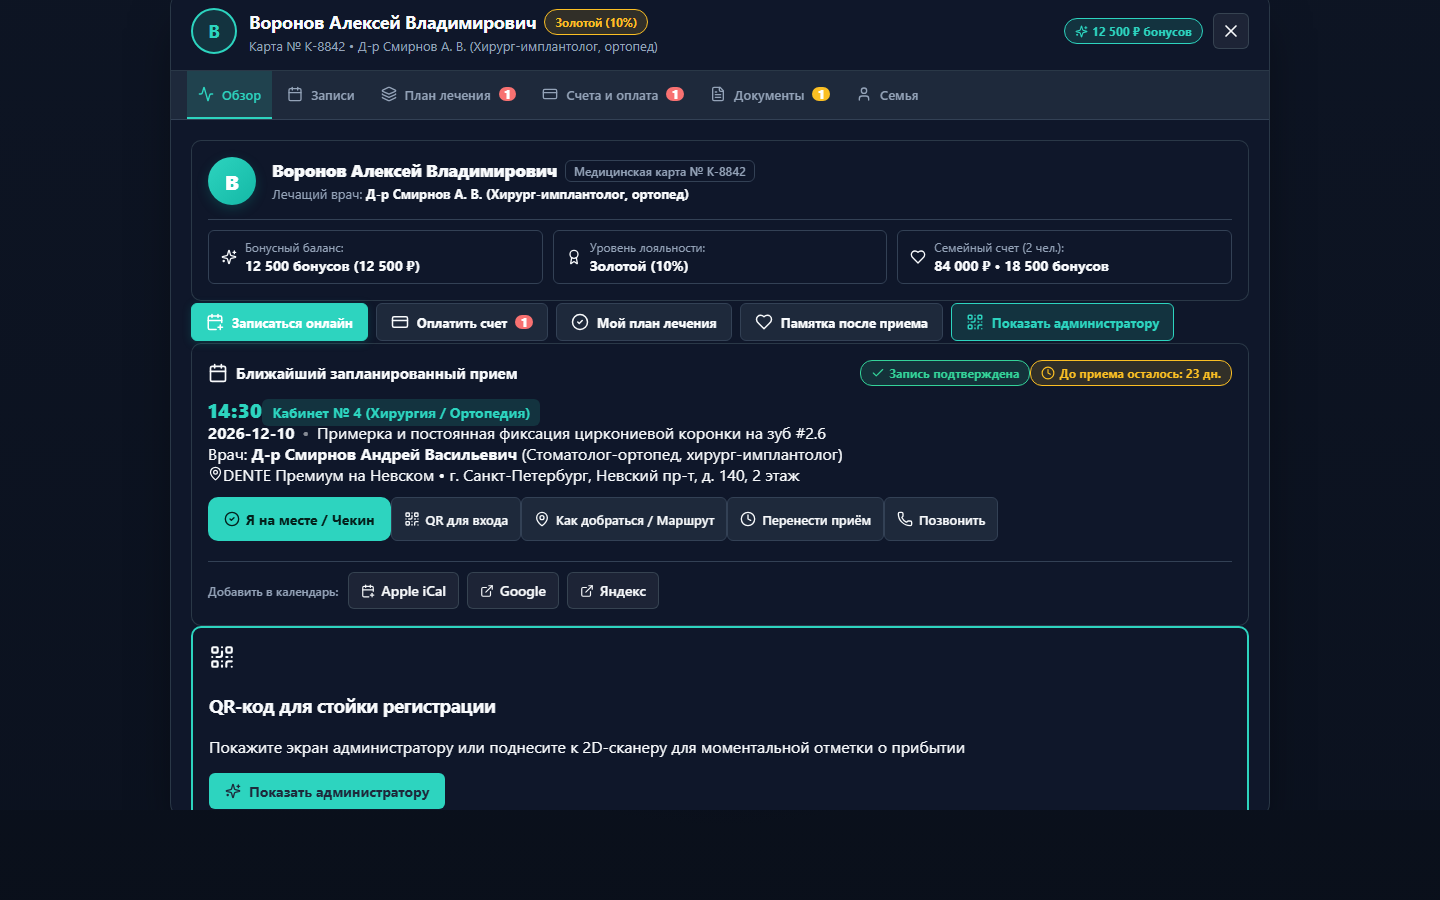 В Воронов Алексей Владимирович Золотой (10%)
Карта № К-8842 • Д-р Смирнов А. В. (Хирург-имплантолог, ортопед)
12 500 ₽ бонусов
Обзор Записи План лечения 1 Счета и оплата 1 Документы 1 Семья
В Воронов Алексей Владимирович Медицинская карта № К-8842
Лечащий врач: Д-р Смирнов А. В. (Хирург-имплантолог, ортопед)
Бонусный баланс:
12 500 бонусов (12 500 ₽)
Уровень лояльности:
Золотой (10%)
Семейный счет (2 чел.):
84 000 ₽ • 18 500 бонусов
Записаться онлайн Оплатить счет 1 Мой план лечения Памятка после приема Показать администратору
Ближайший запланированный прием Запись подтверждена До приема осталось: 23 дн.
14:30 Кабинет № 4 (Хирургия / Ортопедия)
2026-12-10 • Примерка и постоянная фиксация циркониевой коронки на зуб #2.6
Врач: Д-р Смирнов Андрей Васильевич (Стоматолог-ортопед, хирург-имплантолог)
DENTE Премиум на Невском • г. Санкт-Петербург, Невский пр-т, д. 140, 2 этаж
Я на месте / Чекин QR для входа Как добраться / Маршрут Перенести приём Позвонить
Добавить в календарь: Apple iCal Google Яндекс
QR-код для стойки регистрации
Покажите экран администратору или поднесите к 2D-сканеру для моментальной отметки о прибытии
Показать администратору